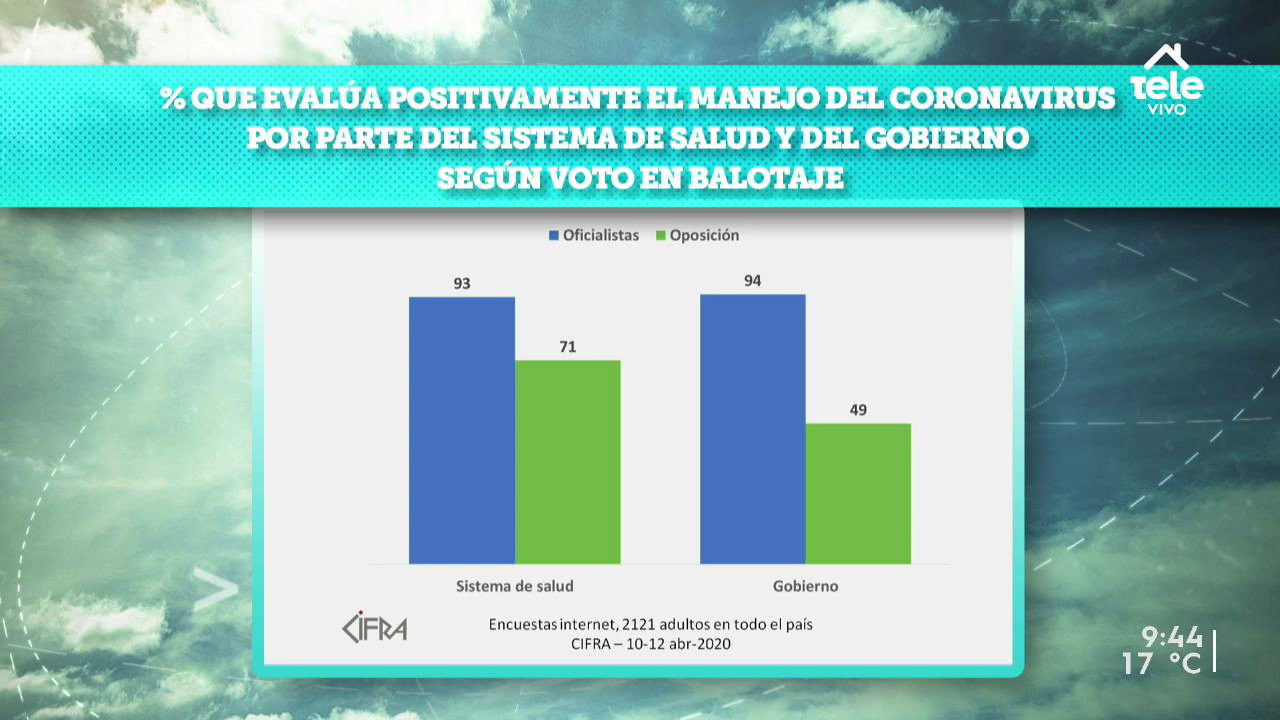 % QUE EVALÚA POSITIVAMENTE EL MANEJO DEL CORONAVIRUS
POR PARTE DEL SISTEMA DE SALUD Y DEL GOBIERNO
SEGÚN VOTO EN BALOTAJE
tele
VIVO
Oficialistas Oposición
93
71
94
49
Sistema de salud Gobierno
CIFRA
Encuestas internet, 2121 adultos en todo el país
CIFRA – 10-12 abr-2020
9:44
17 °C